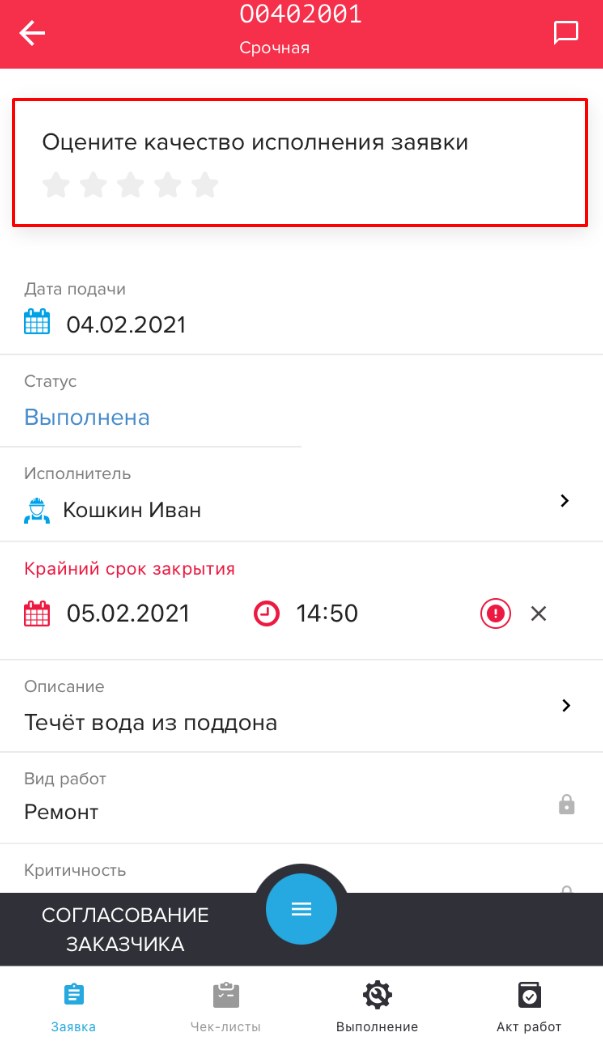 00402001
Срочная
Оцените качество исполнения заявки
Дата подачи
04.02.2021
Статус
Выполнена
Исполнитель
Кошкин Иван
Крайний срок закрытия
05.02.2021 14:50
Описание
Течёт вода из поддона
Вид работ
Ремонт
Критичность
СОГЛАСОВАНИЕ
ЗАКАЗЧИКА
Заявка Чек-листы Выполнение Акт работ